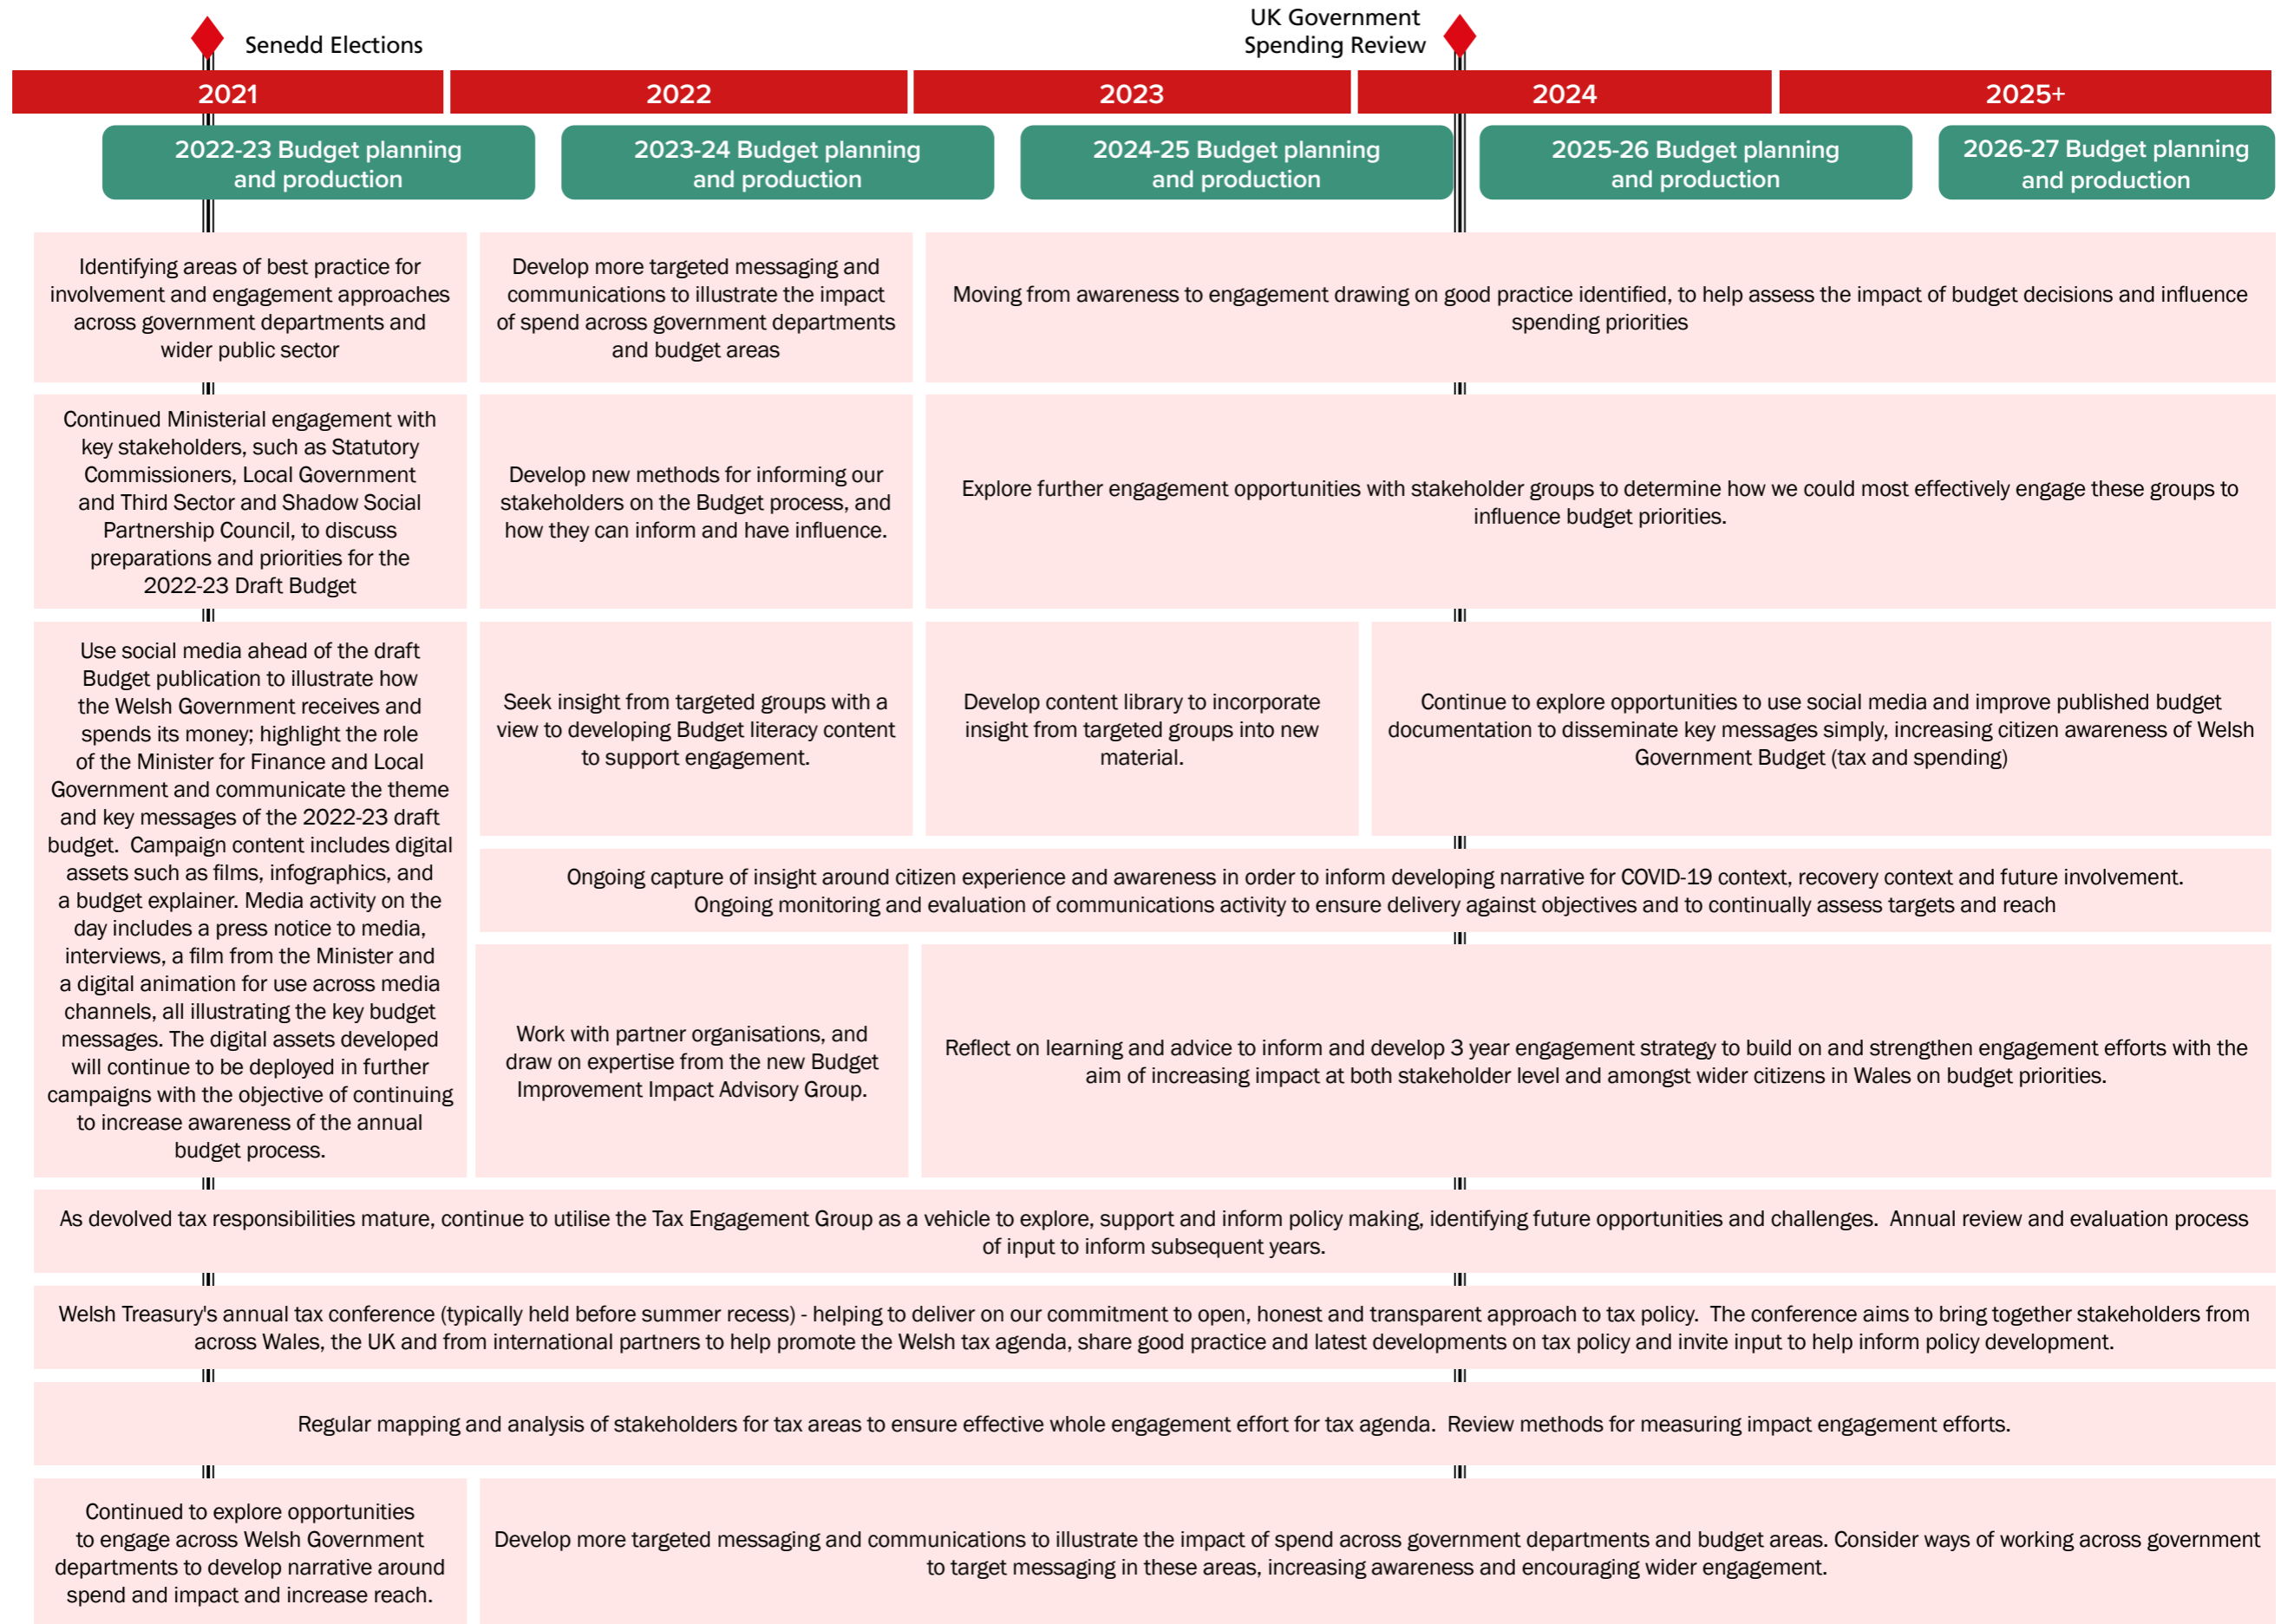 Senedd Elections
UK Government
Spending Review
2021
2022
2023
2024
2025+
2022-23 Budget planning
and production
2023-24 Budget planning
and production
2024-25 Budget planning
and production
2025-26 Budget planning
and production
2026-27 Budget planning
and production
Identifying areas of best practice for
involvement and engagement approaches
across government departments and
wider public sector
Develop more targeted messaging and
communications to illustrate the impact
of spend across government departments
and budget areas
Moving from awareness to engagement drawing on good practice identified, to help assess the impact of budget decisions and influence
spending priorities
Continued Ministerial engagement with
key stakeholders, such as Statutory
Commissioners, Local Government
and Third Sector and Shadow Social
Partnership Council, to discuss
preparations and priorities for the
2022-23 Draft Budget
Develop new methods for informing our
stakeholders on the Budget process, and
how they can inform and have influence.
Explore further engagement opportunities with stakeholder groups to determine how we could most effectively engage these groups to
influence budget priorities.
Use social media ahead of the draft
Budget publication to illustrate how
the Welsh Government receives and
spends its money; highlight the role
of the Minister for Finance and Local
Government and communicate the theme
and key messages of the 2022-23 draft
budget.  Campaign content includes digital
assets such as films, infographics, and
a budget explainer. Media activity on the
day includes a press notice to media,
interviews, a film from the Minister and
a digital animation for use across media
channels, all illustrating the key budget
messages. The digital assets developed
will continue to be deployed in further
campaigns with the objective of continuing
to increase awareness of the annual
budget process.
Seek insight from targeted groups with a
view to developing Budget literacy content
to support engagement.
Develop content library to incorporate
insight from targeted groups into new
material.
Continue to explore opportunities to use social media and improve published budget
documentation to disseminate key messages simply, increasing citizen awareness of Welsh
Government Budget (tax and spending)
Ongoing capture of insight around citizen experience and awareness in order to inform developing narrative for COVID-19 context, recovery context and future involvement.
Ongoing monitoring and evaluation of communications activity to ensure delivery against objectives and to continually assess targets and reach
Work with partner organisations, and
draw on expertise from the new Budget
Improvement Impact Advisory Group.
Reflect on learning and advice to inform and develop 3 year engagement strategy to build on and strengthen engagement efforts with the
aim of increasing impact at both stakeholder level and amongst wider citizens in Wales on budget priorities.
As devolved tax responsibilities mature, continue to utilise the Tax Engagement Group as a vehicle to explore, support and inform policy making, identifying future opportunities and challenges.  Annual review and evaluation process
of input to inform subsequent years.
Welsh Treasury's annual tax conference (typically held before summer recess) - helping to deliver on our commitment to open, honest and transparent approach to tax policy.  The conference aims to bring together stakeholders from
across Wales, the UK and from international partners to help promote the Welsh tax agenda, share good practice and latest developments on tax policy and invite input to help inform policy development.
Regular mapping and analysis of stakeholders for tax areas to ensure effective whole engagement effort for tax agenda.  Review methods for measuring impact engagement efforts.
Continued to explore opportunities
to engage across Welsh Government
departments to develop narrative around
spend and impact and increase reach.
Develop more targeted messaging and communications to illustrate the impact of spend across government departments and budget areas. Consider ways of working across government
to target messaging in these areas, increasing awareness and encouraging wider engagement.